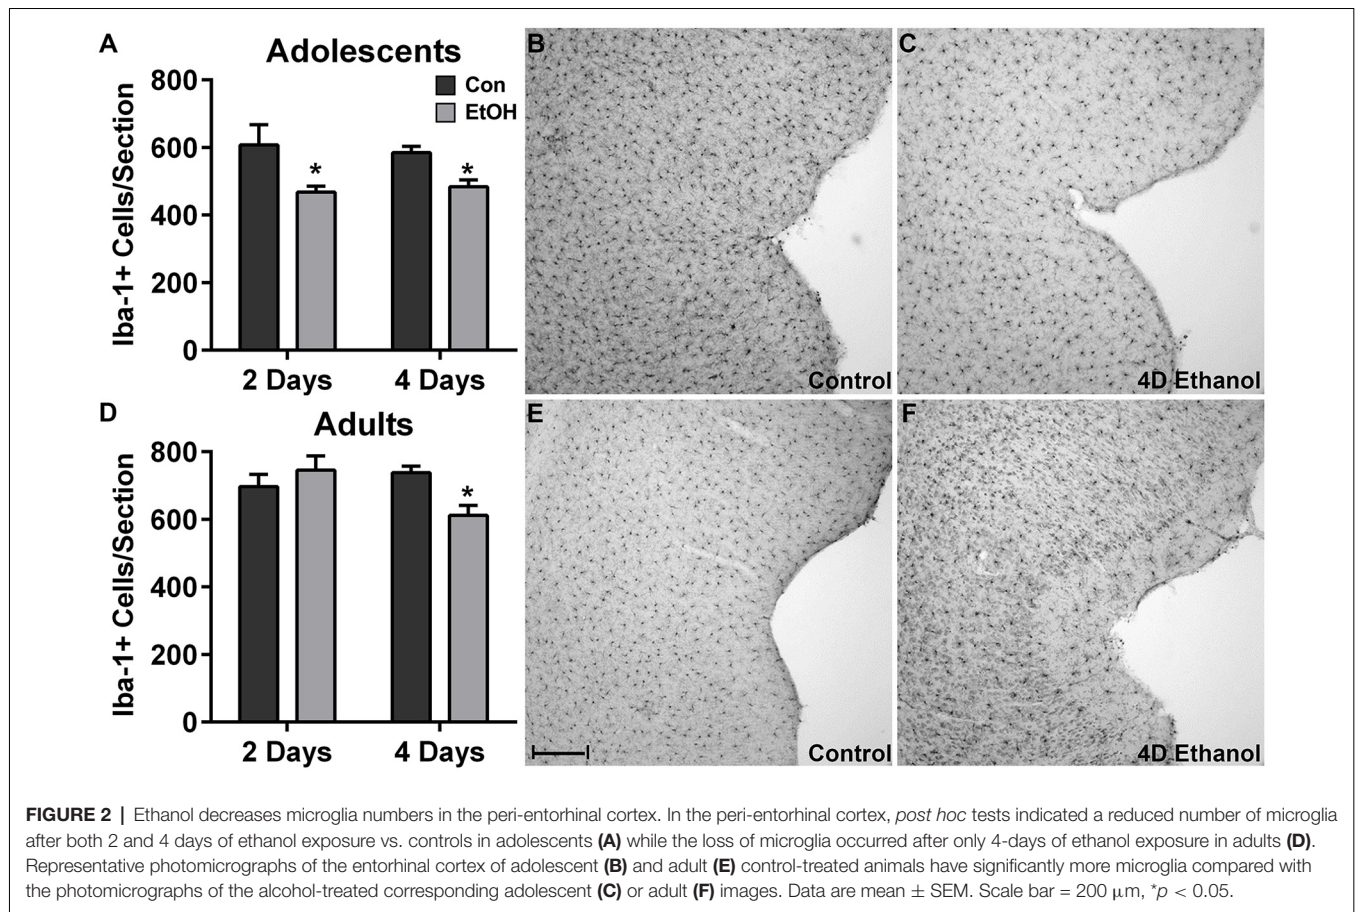 A
Adolescents
800
600
400
200
0
Iba-1+ Cells/Section
Con
EtOH
*
*
2 Days
4 Days
B
Control
C
4D Ethanol
D
Adults
800
600
400
200
0
Iba-1+ Cells/Section
*
2 Days
4 Days
E
Control
F
4D Ethanol
FIGURE 2 | Ethanol decreases microglia numbers in the peri-entorhinal cortex. In the peri-entorhinal cortex, post hoc tests indicated a reduced number of microglia
after both 2 and 4 days of ethanol exposure vs. controls in adolescents (A) while the loss of microglia occurred after only 4-days of ethanol exposure in adults (D).
Representative photomicrographs of the entorhinal cortex of adolescent (B) and adult (E) control-treated animals have significantly more microglia compared with
the photomicrographs of the alcohol-treated corresponding adolescent (C) or adult (F) images. Data are mean ± SEM. Scale bar = 200 μm, *p < 0.05.